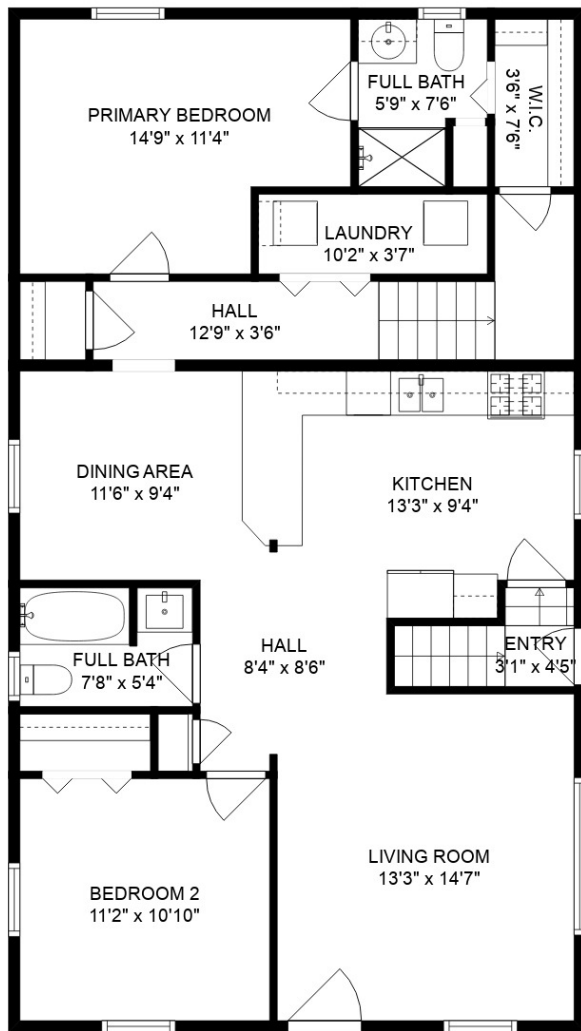 FULL BATH
5'9" x 7'6"
W.I.C.
3'6" x 7'6"
PRIMARY BEDROOM
14'9" x 11'4"
LAUNDRY
10'2" x 3'7"
HALL
12'9" x 3'6"
DINING AREA
11'6" x 9'4"
KITCHEN
13'3" x 9'4"
HALL
8'4" x 8'6"
ENTRY
3'1" x 4'5"
FULL BATH
7'8" x 5'4"
LIVING ROOM
13'3" x 14'7"
BEDROOM 2
11'2" x 10'10"